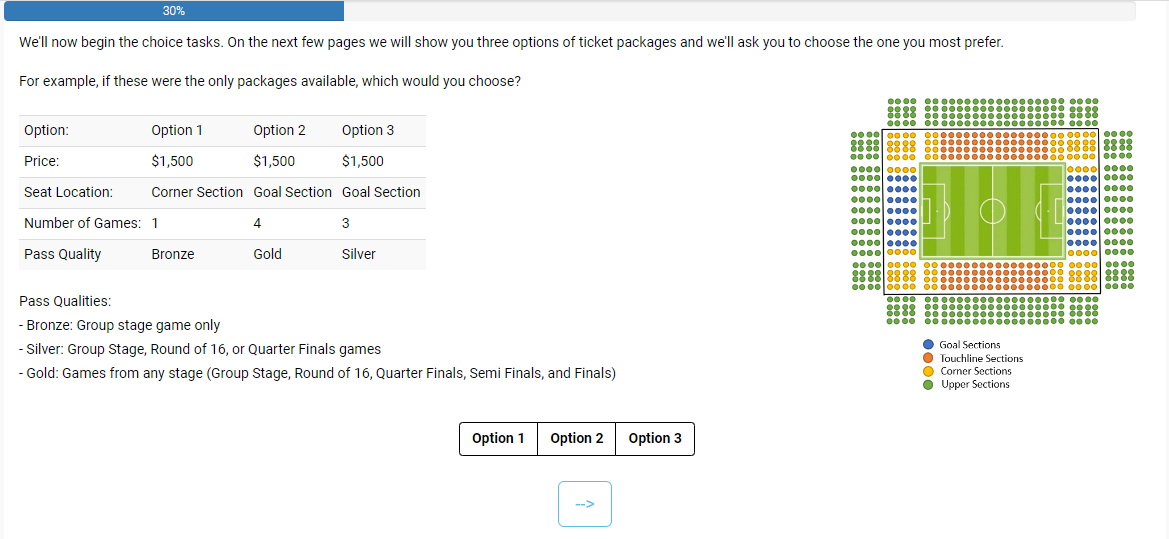 30%
We'll now begin the choice tasks. On the next few pages we will show you three options of ticket packages and we'll ask you to choose the one you most prefer.
For example, if these were the only packages available, which would you choose?
Option: Option 1 Option 2 Option 3
Price: $1,500 $1,500 $1,500
Seat Location: Corner Section Goal Section Goal Section
Number of Games: 1 4 3
Pass Quality Bronze Gold Silver
Pass Qualities:
- Bronze: Group stage game only
- Silver: Group Stage, Round of 16, or Quarter Finals games
- Gold: Games from any stage (Group Stage, Round of 16, Quarter Finals, Semi Finals, and Finals)
Goal Sections
Touchline Sections
Corner Sections
Upper Sections
Option 1 Option 2 Option 3
-->